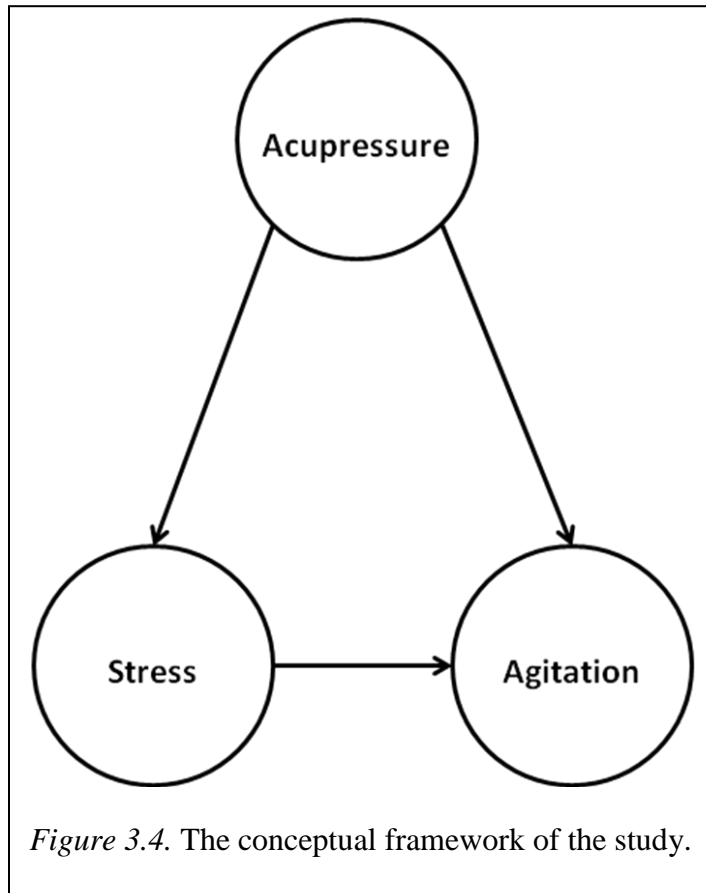 Acupressure
Stress
Agitation
Figure 3.4. The conceptual framework of the study.